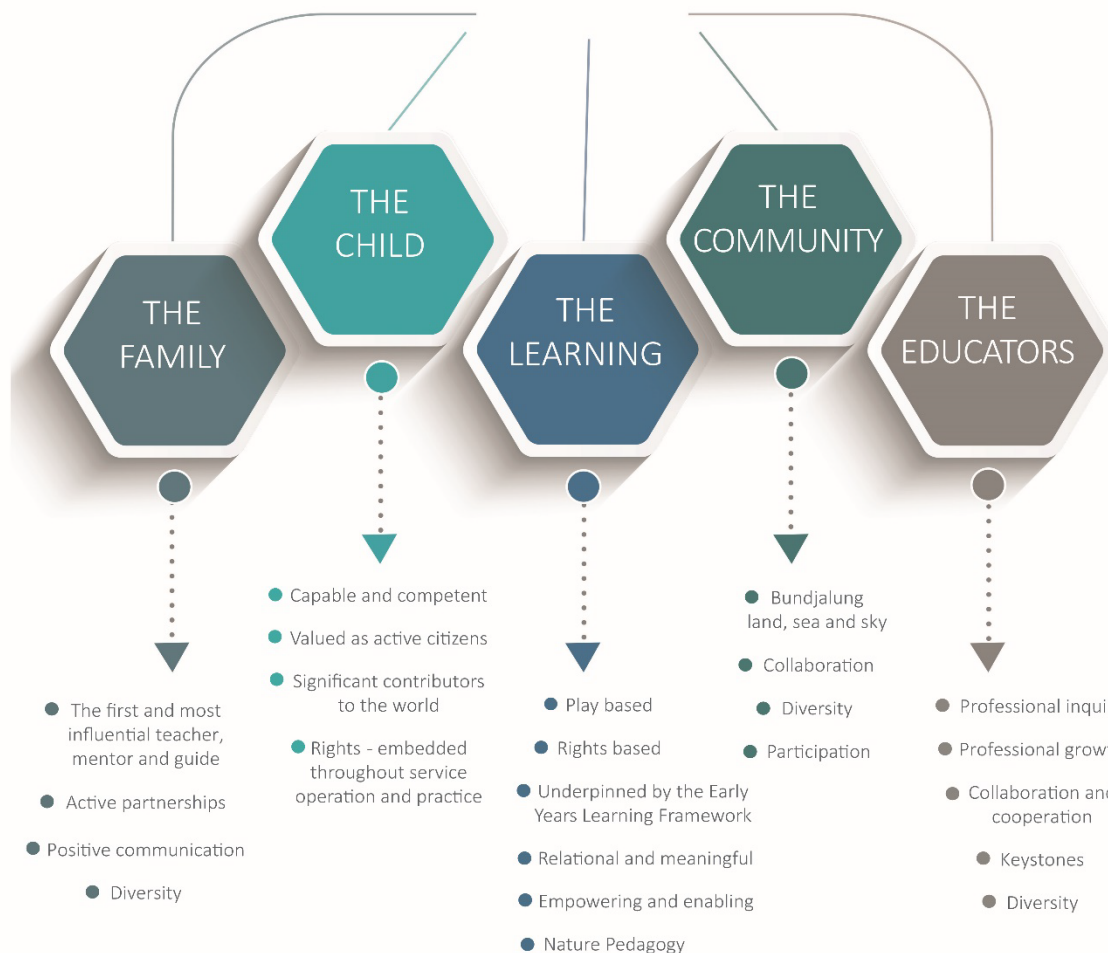 THE
FAMILY
The first and most
influential teacher,
mentor and guide
Active partnerships
Positive communication
Diversity
THE
CHILD
Capable and competent
Valued as active citizens
Significant contributors
to the world
Rights - embedded
throughout service
operation and practice
THE
LEARNING
Play based
Rights based
Underpinned by the Early
Years Learning Framework
Relational and meaningful
Empowering and enabling
Nature Pedagogy
THE
COMMUNITY
Bundjalung
land, sea and sky
Collaboration
Diversity
Participation
THE
EDUCATORS
Professional
Professional
Collaboration and
cooperation
Keystones
Diversity